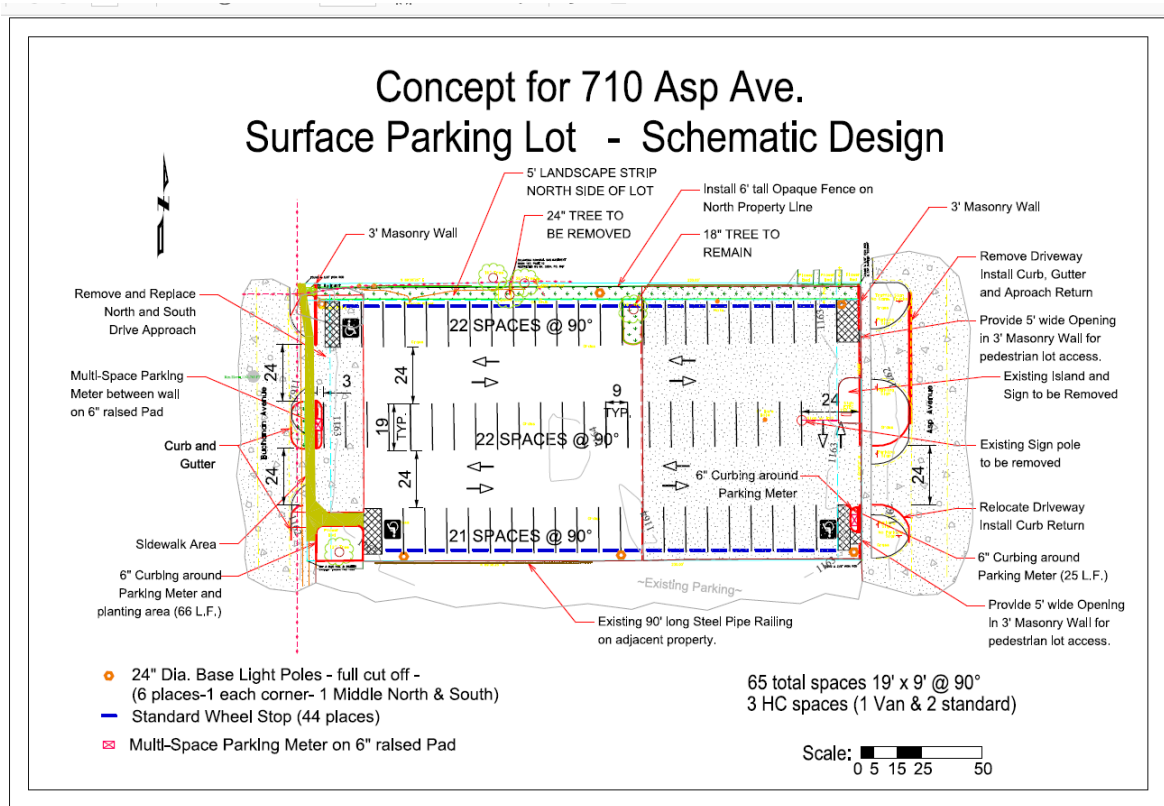 Concept for 710 Asp Ave.
Surface Parking Lot - Schematic Design
5' LANDSCAPE STRIP
NORTH SIDE OF LOT
24" TREE TO
BE REMOVED
Install 6' tall Opaque Fence on
North Property Line
18" TREE TO
REMAIN
3' Masonry Wall
3' Masonry Wall
Remove Driveway
Install Curb, Gutter
and Aproach Return
Remove and Replace
North and South
Drive Approach
Provide 5' wide Opening
in 3' Masonry Wall for
pedestrian lot access.
22 SPACES @ 90°
1163
1162
24
24
3
9
TYP.
24
Multi-Space Parking
Meter between wall
on 6" raised Pad
Existing Island and
Sign to be Removed
Buchanan Avenue
Asp Avenue
1163
19
TYP.
22 SPACES @ 90°
Curb and
Gutter
Existing Sign pole
to be removed
1163
24
24
24
6" Curbing around
Parking Meter
Relocate Driveway
Install Curb Return
21 SPACES @ 90°
Sidewalk Area
6" Curbing around
Parking Meter (25 L.F.)
6" Curbing around
Parking Meter and
planting area (66 L.F.)
1163
~Existing Parking~
Existing 90' long Steel Pipe Railing
on adjacent property.
Provide 5' wide Opening
in 3' Masonry Wall for
pedestrian lot access.
24" Dia. Base Light Poles - full cut off -
(6 places-1 each corner- 1 Middle North & South)
Standard Wheel Stop (44 places)
Multi-Space Parking Meter on 6" raised Pad
65 total spaces 19' x 9' @ 90°
3 HC spaces (1 Van & 2 standard)
Scale:
0 5 15 25 50